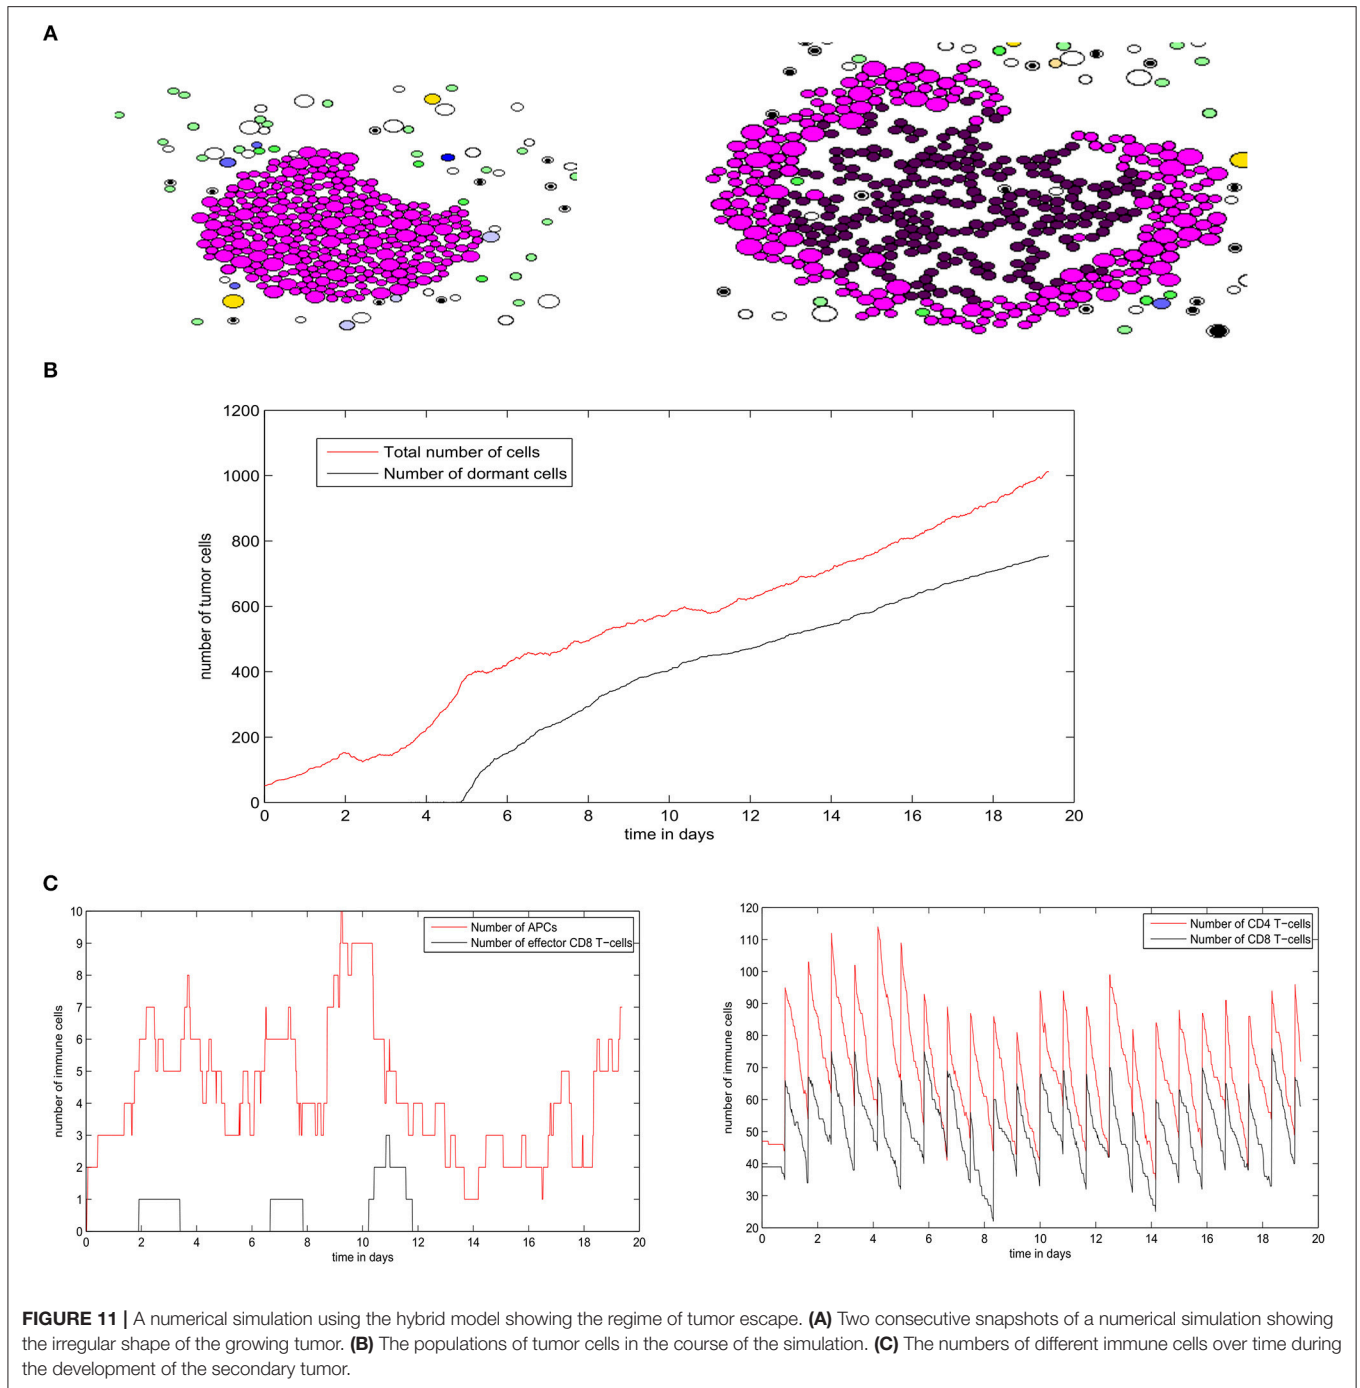 A
B
1200
1000
800
600
400
200
0
number of tumor cells
Total number of cells
Number of dormant cells
0 2 4 6 8 10 12 14 16 18 20
time in days
C
10
9
8
7
6
5
4
3
2
1
0
number of immune cells
Number of APCs
Number of effector CD8 T-cells
0 2 4 6 8 10 12 14 16 18 20
time in days
120
110
100
90
80
70
60
50
40
30
20
number of immune cells
Number of CD4 T-cells
Number of CD8 T-cells
0 2 4 6 8 10 12 14 16 18 20
time in days
FIGURE 11 | A numerical simulation using the hybrid model showing the regime of tumor escape. (A) Two consecutive snapshots of a numerical simulation showing
the irregular shape of the growing tumor. (B) The populations of tumor cells in the course of the simulation. (C) The numbers of different immune cells over time during
the development of the secondary tumor.